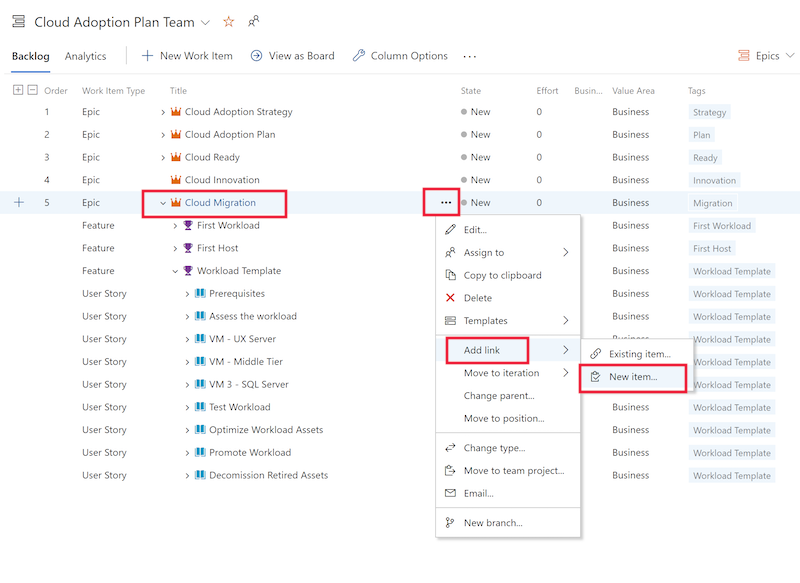 Cloud Adoption Plan Team
Backlog Analytics New Work Item View as Board Column Options ... Epics
Order Work Item Type Title State Effort Busin... Value Area Tags
1 Epic Cloud Adoption Strategy New 0 Business Strategy
2 Epic Cloud Adoption Plan New 0 Business Plan
3 Epic Cloud Ready New 0 Business Ready
4 Epic Cloud Innovation New 0 Business Innovation
5 Epic Cloud Migration ... New 0 Business Migration
Feature First Workload Business First Workload
Feature First Host Business First Host
Feature Workload Template Business Workload Template
User Story Prerequisites Business Workload Template
User Story Assess the workload Business Workload Template
User Story VM - UX Server Business Workload Template
User Story VM - Middle Tier Workload Template
User Story VM 3 - SQL Server Workload Template
User Story Test Workload Business Workload Template
User Story Optimize Workload Assets Business Workload Template
User Story Promote Workload Business Workload Template
User Story Decomission Retired Assets Business Workload Template
Edit...
Assign to
Copy to clipboard
Delete
Templates
Add link
Move to iteration
Change parent...
Move to position...
Change type...
Move to team project...
Email...
New branch...
Existing item...
New item...